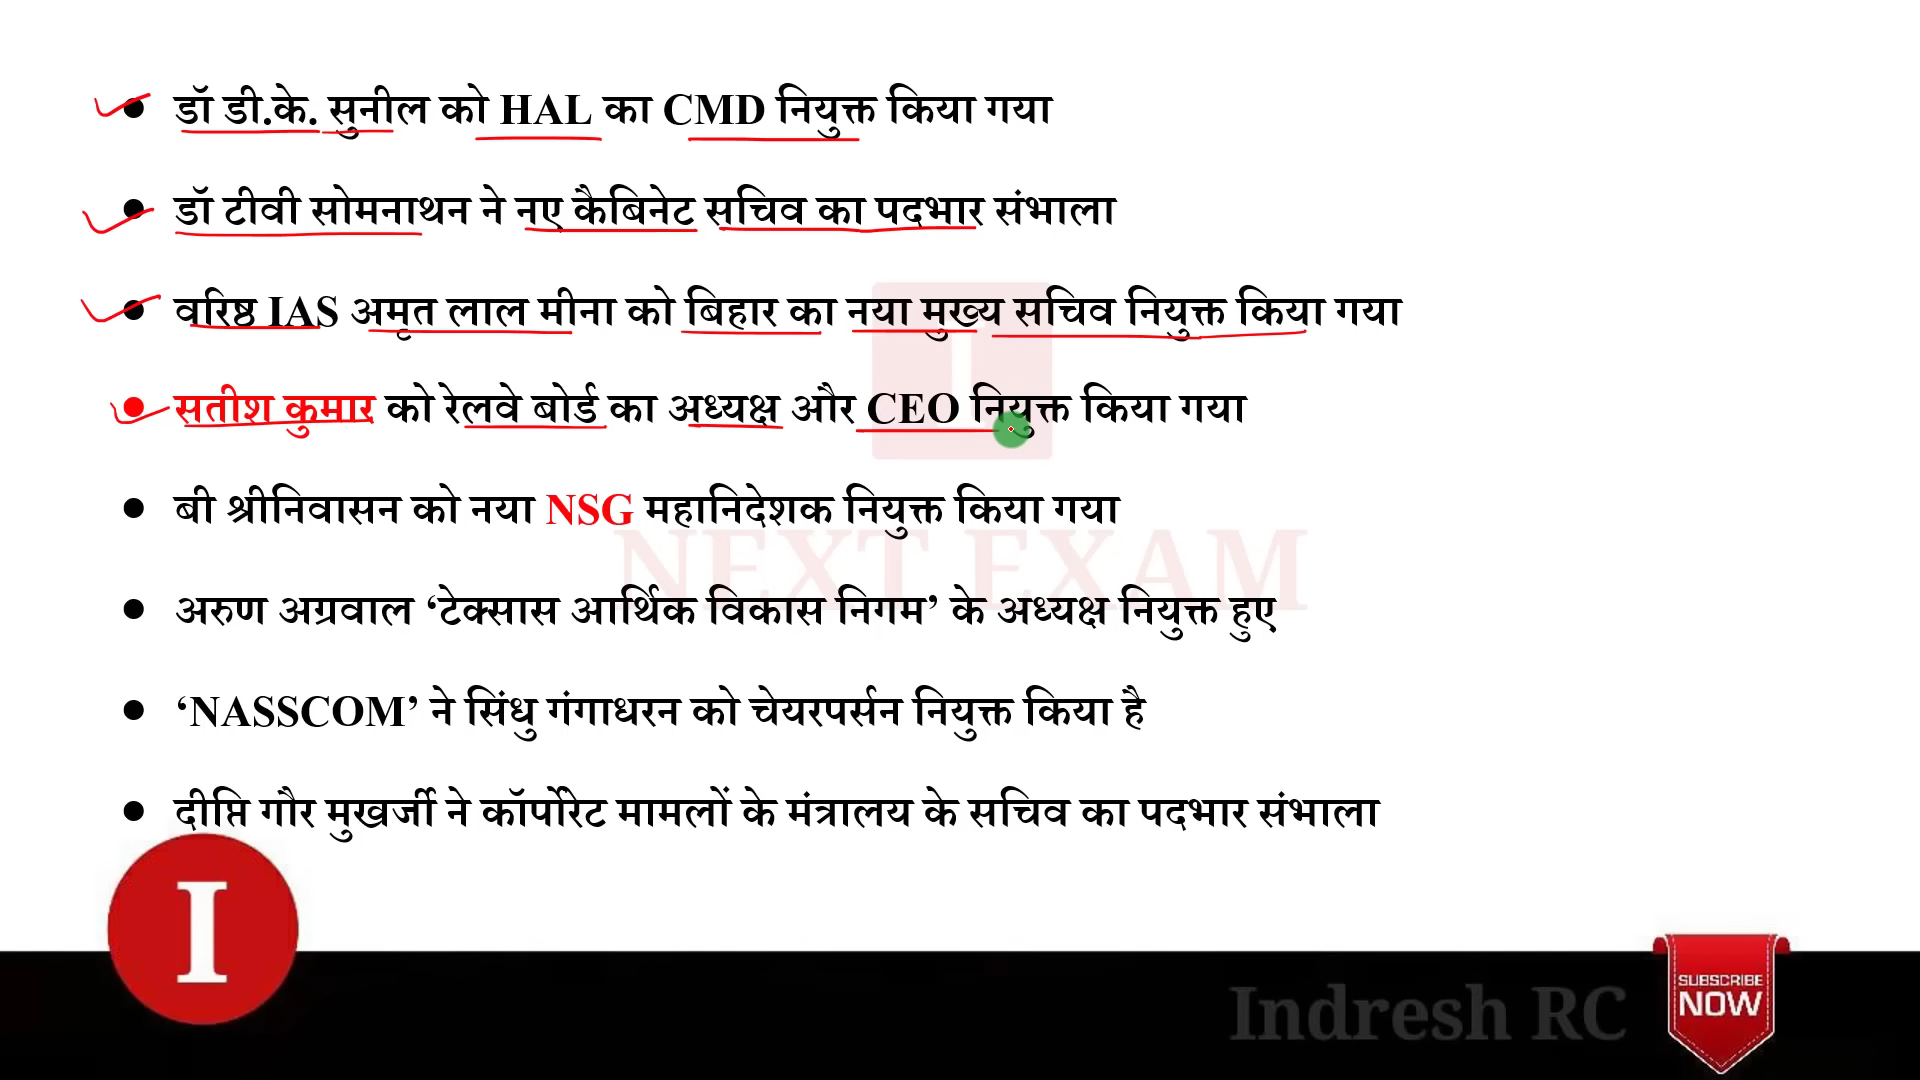 • डॉ डी.के. सुनील को HAL का CMD नियुक्त किया गया
• डॉ टीवी सोमनाथन ने नए कैबिनेट सचिव का पदभार संभाला
• वरिष्ठ IAS अमृत लाल मीना को बिहार का नया मुख्य सचिव नियुक्त किया गया
• सतीश कुमार को रेलवे बोर्ड का अध्यक्ष और CEO नियुक्त किया गया
• बी श्रीनिवासन को नया NSG महानिदेशक नियुक्त किया गया
NEXT EXAM
• अरुण अग्रवाल ‘टेक्सास आर्थिक विकास निगम’ के अध्यक्ष नियुक्त हुए
• ‘NASSCOM’ ने सिंधु गंगाधरन को चेयरपर्सन नियुक्त किया है
• दीप्ति गौर मुखर्जी ने कॉर्पोरेट मामलों के मंत्रालय के सचिव का पदभार संभाला
I
Indresh RC
SUBSCRIBE
NOW